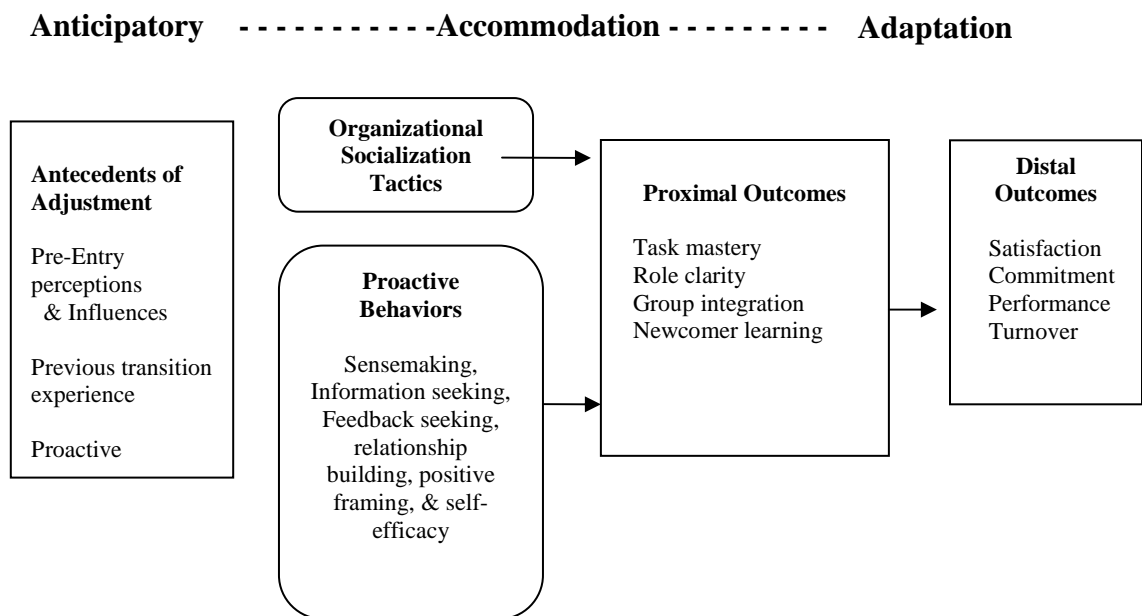 Anticipatory - - - - - - - - - - - Accommodation - - - - - - - - - Adaptation
Antecedents of
Adjustment
Pre-Entry
perceptions
& Influences
Previous transition
experience
Proactive
Organizational
Socialization
Tactics
Proactive
Behaviors
Sensemaking,
Information seeking,
Feedback seeking,
relationship
building, positive
framing, & self-
efficacy
Proximal Outcomes
Task mastery
Role clarity
Group integration
Newcomer learning
Distal
Outcomes
Satisfaction
Commitment
Performance
Turnover